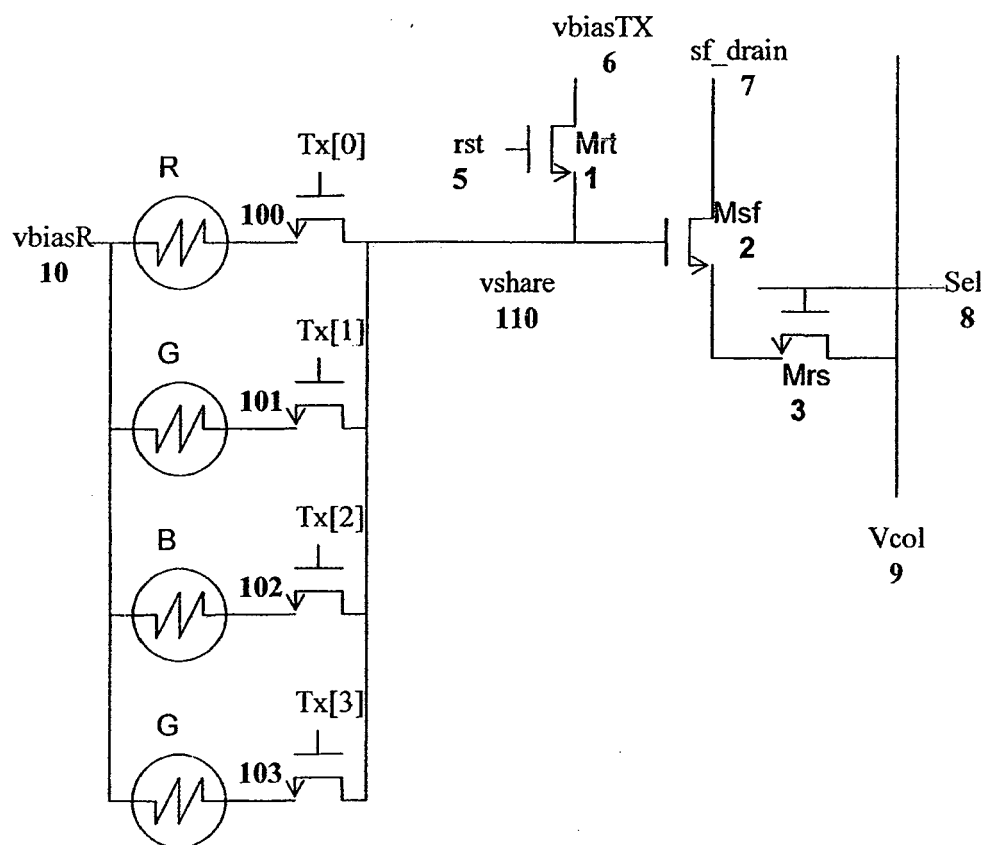 vbiasTX
6
sf_drain
7
rst
5
Mrt
1
Tx[0]
R
100
vbiasR
10
Msf
2
vshare
110
Sel
8
Mrs
3
Tx[1]
G
101
Tx[2]
B
102
Vcol
9
Tx[3]
G
103